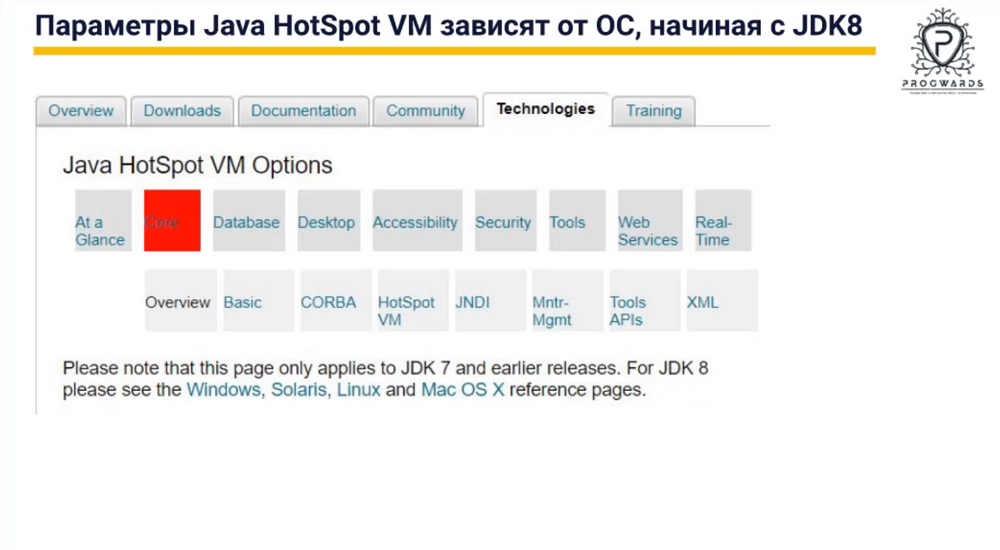 Параметры Java HotSpot VM зависят от ОС, начиная с JDK8
PROGWARDS
Overview Downloads Documentation Community Technologies Training
Java HotSpot VM Options
At a Glance Core Database Desktop Accessibility Security Tools Web Services Real-Time
Overview Basic CORBA HotSpot VM JNDI Mntr-Mgmt Tools APIs XML
Please note that this page only applies to JDK 7 and earlier releases. For JDK 8
please see the Windows, Solaris, Linux and Mac OS X reference pages.